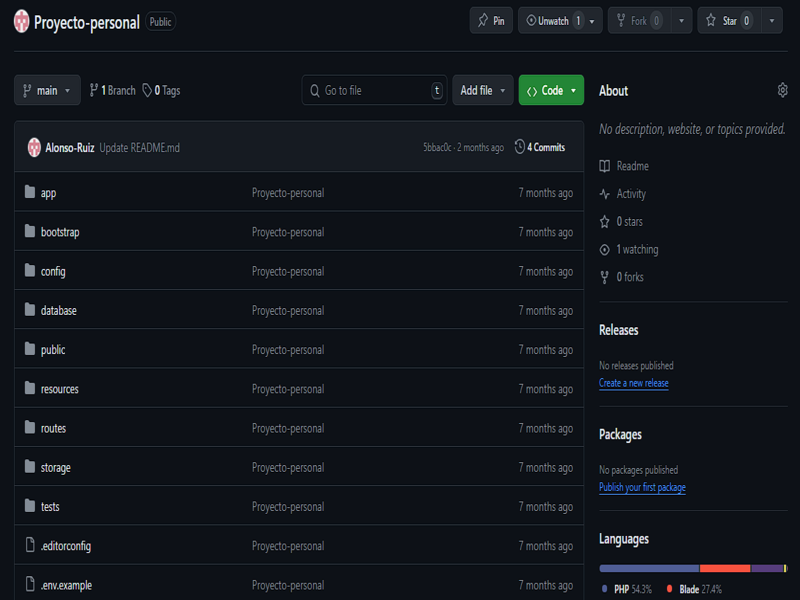 Proyecto-personal Public Pin Unwatch 1 Fork 0 Star 0
main 1 Branch 0 Tags Go to file t Add file Code
Alonso-Ruiz Update README.md 5bbac0c · 2 months ago 4 Commits
app Proyecto-personal 7 months ago
bootstrap Proyecto-personal 7 months ago
config Proyecto-personal 7 months ago
database Proyecto-personal 7 months ago
public Proyecto-personal 7 months ago
resources Proyecto-personal 7 months ago
routes Proyecto-personal 7 months ago
storage Proyecto-personal 7 months ago
tests Proyecto-personal 7 months ago
.editorconfig Proyecto-personal 7 months ago
.env.example Proyecto-personal 7 months ago
About
No description, website, or topics provided.
Readme
Activity
0 stars
1 watching
0 forks
Releases
No releases published
Create a new release
Packages
No packages published
Publish your first package
Languages
PHP 54.3% Blade 27.4%